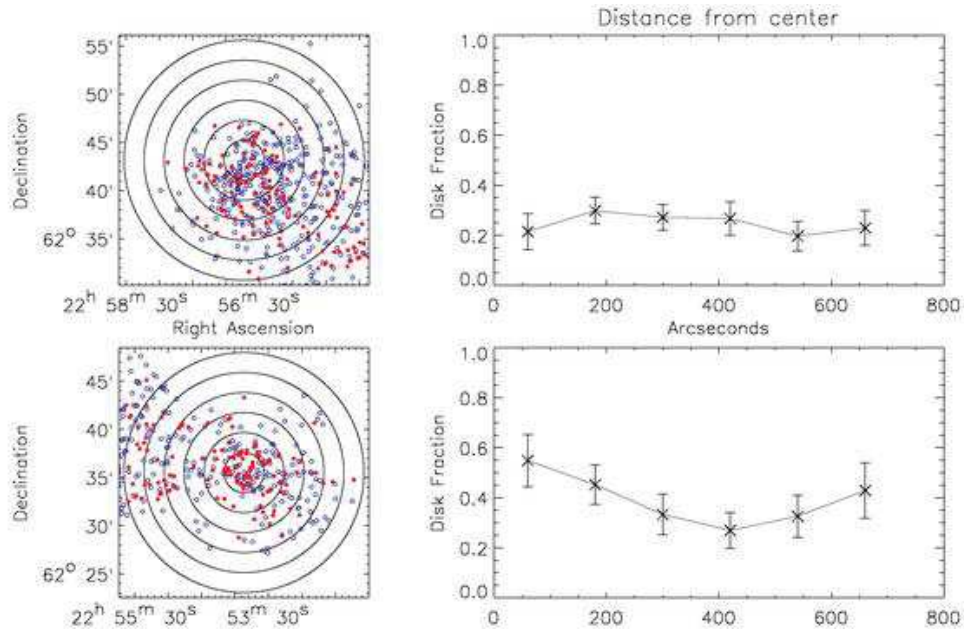 Distance from center
55'
50'
45'
40'
62° 35'
Declination
22h 58m 30s 56m 30s
Right Ascension
1.0
0.8
0.6
0.4
0.2
0.0
Disk Fraction
0 200 400 600 800
Arcseconds
45'
40'
35'
30'
62° 25'
Declination
22h 55m 30s 53m 30s
1.0
0.8
0.6
0.4
0.2
0.0
Disk Fraction
0 200 400 600 800